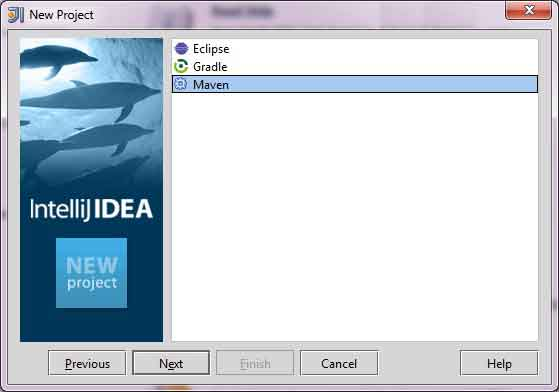 New Project
Eclipse
Gradle
Maven
IntelliJ IDEA
NEW
project
Previous
Next
Finish
Cancel
Help